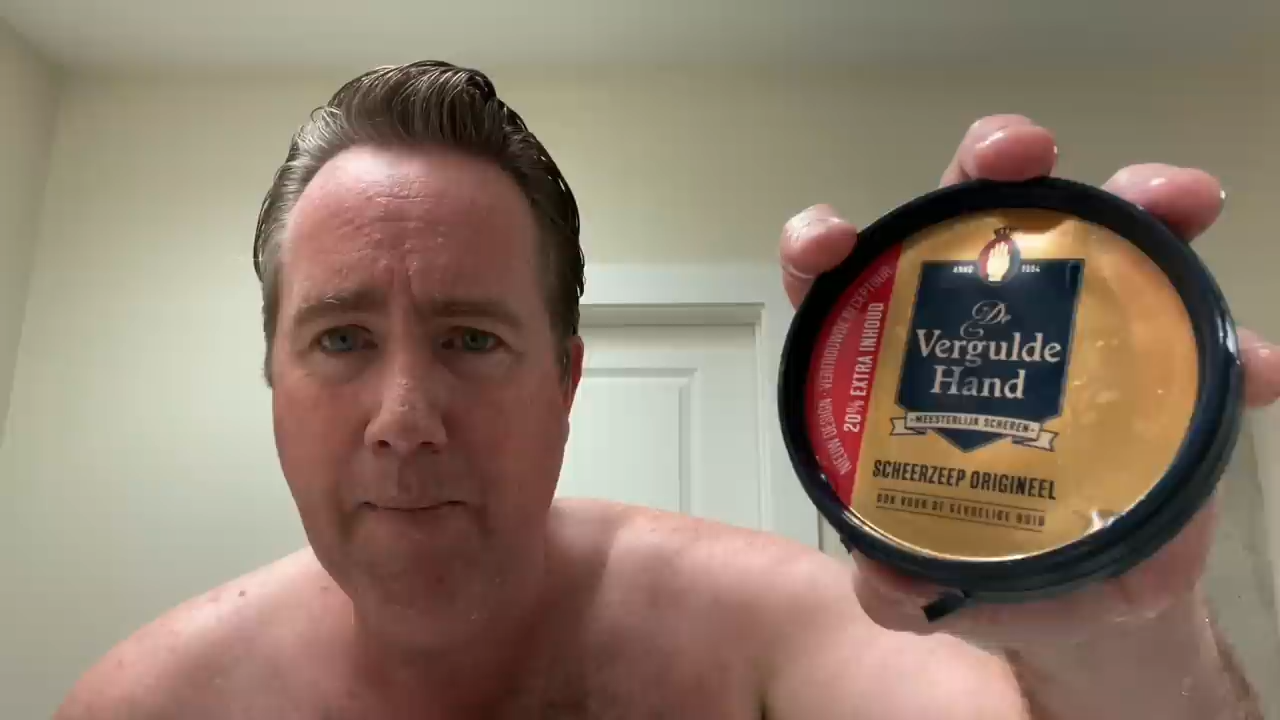 NIEUW DESIGN · VERTROUWDE RECEPTUUR
20% EXTRA INHOUD
ANNO 1554
De
Vergulde
Hand
-MEESTERLIJK SCHEREN-
SCHEERZEEP ORIGINEEL
OOK VOOR DE GEVOELIGE HUID